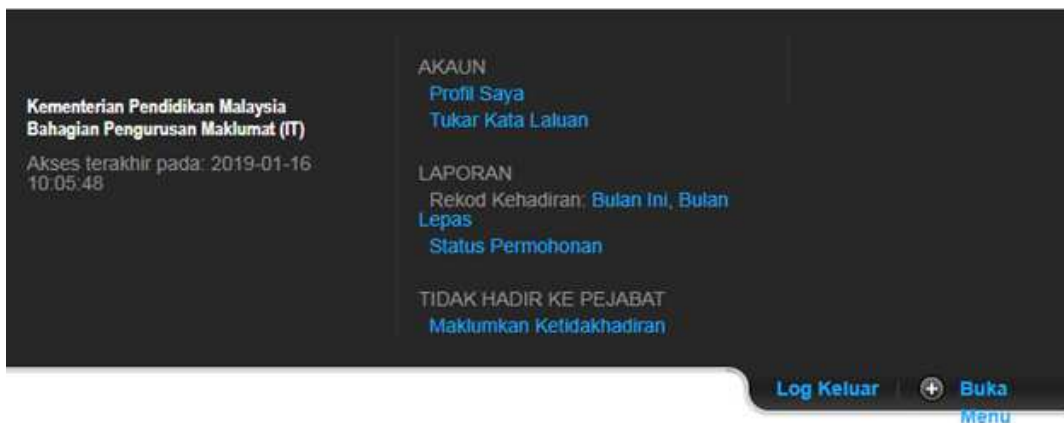 Kementerian Pendidikan Malaysia
Bahagian Pengurusan Maklumat (IT)
Akses terakhir pada: 2019-01-16
10:05:48
AKAUN
Profil Saya
Tukar Kata Laluan
LAPORAN
Rekod Kehadiran: Bulan Ini, Bulan
Lepas
Status Permohonan
TIDAK HADIR KE PEJABAT
Maklumkan Ketidakhadiran
Log Keluar
Buka
Menu